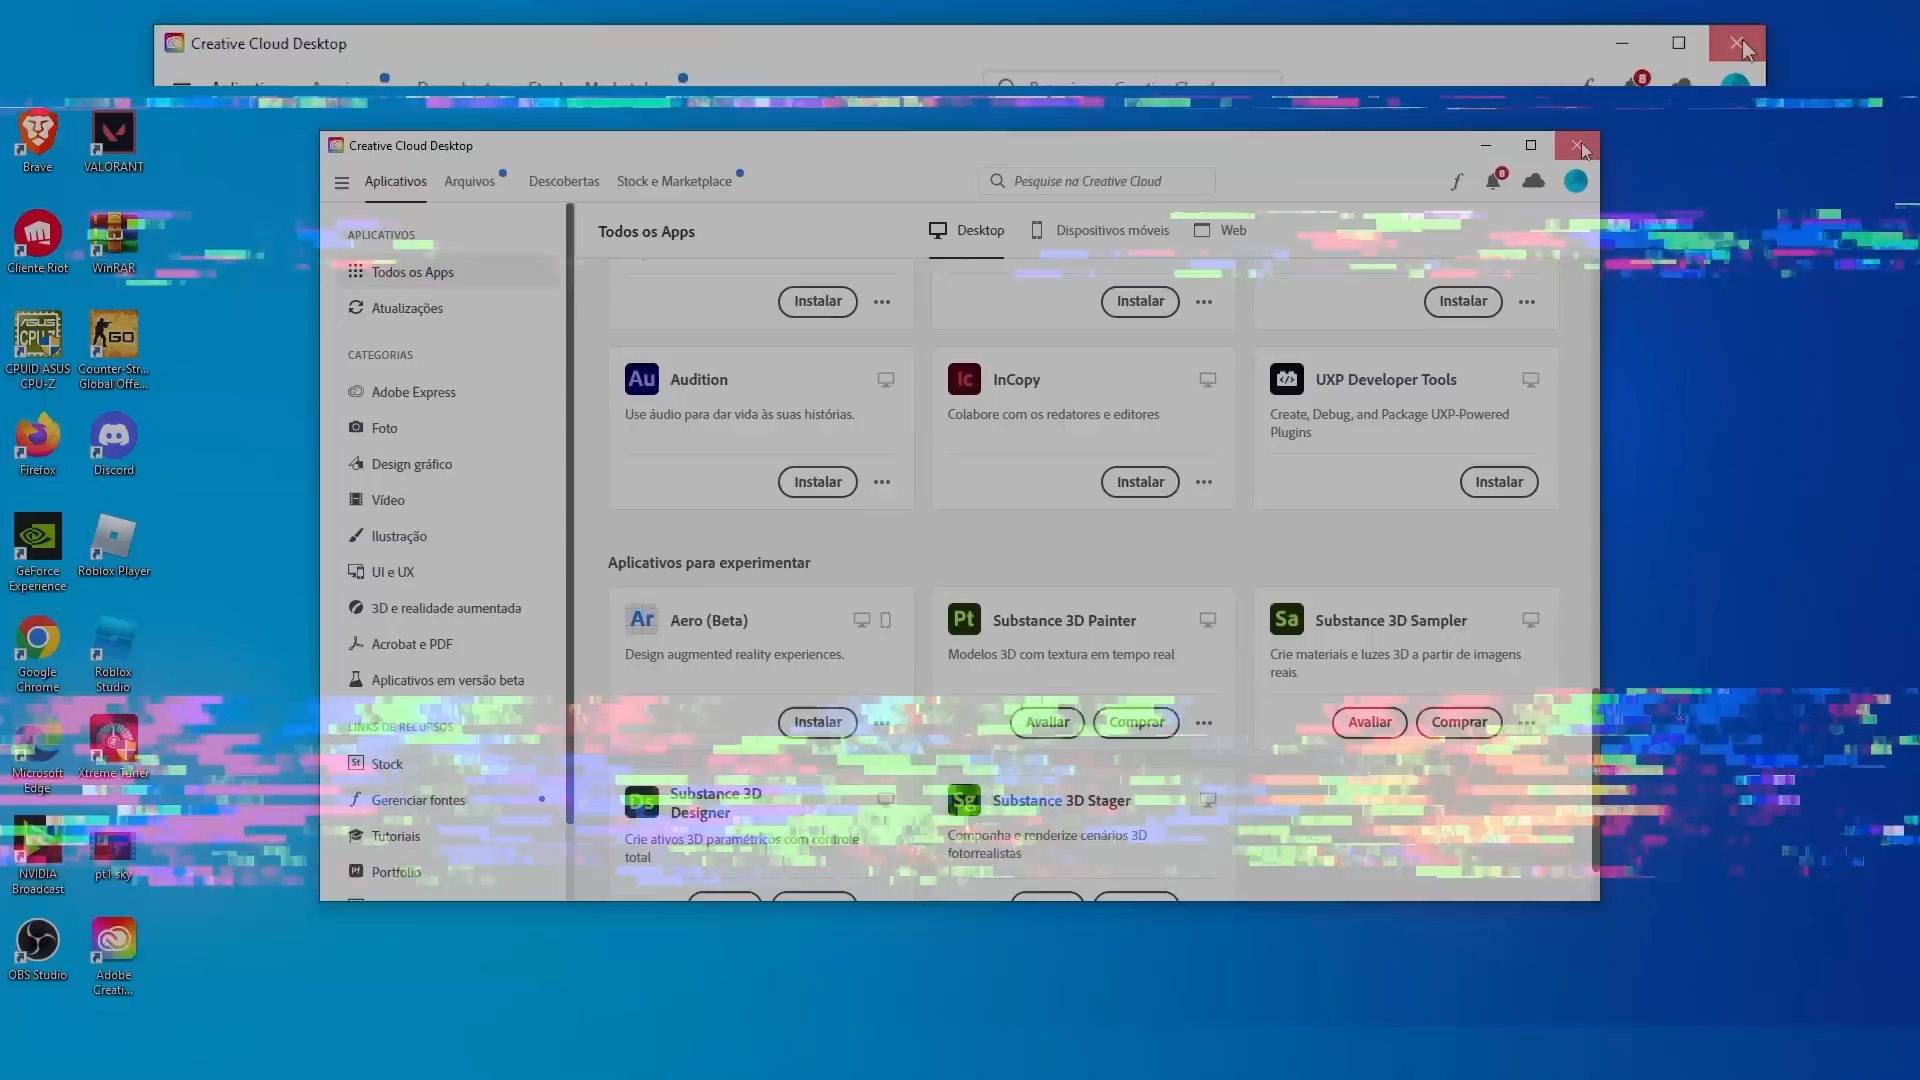 Creative Cloud Desktop
Creative Cloud Desktop
Aplicativos
Arquivos
Descobertas
Stock e Marketplace
Pesquise na Creative Cloud
8
8
APLICATIVOS
Todos os Apps
Atualizações
CATEGORIAS
Adobe Express
Foto
Design gráfico
Vídeo
Ilustração
UI e UX
3D e realidade aumentada
Acrobat e PDF
Aplicativos em versão beta
LINKS DE RECURSOS
St Stock
Gerenciar fontes
Tutoriais
Pf Portfolio
Todos os Apps
Desktop
Dispositivos móveis
Web
Instalar
Instalar
Instalar
Au Audition
Use áudio para dar vida às suas histórias.
Instalar
Ic InCopy
Colabore com os redatores e editores
Instalar
UXP Developer Tools
Create, Debug, and Package UXP-Powered
Plugins
Instalar
Aplicativos para experimentar
Ar Aero (Beta)
Design augmented reality experiences.
Instalar
Pt Substance 3D Painter
Modelos 3D com textura em tempo real
Avaliar Comprar
Sa Substance 3D Sampler
Crie materiais e luzes 3D a partir de imagens
reais
Avaliar Comprar
Ds Substance 3D
Designer
Crie ativos 3D paramétricos com controle
total
Sg Substance 3D Stager
Componha e renderize cenários 3D
fotorrealistas
Brave
VALORANT
Cliente Riot
WinRAR
ASUS
CPU
CPUID ASUS
CPU-Z
GO
Counter-Str...
Global Offe...
Firefox
Discord
GeForce
Experience
Roblox Player
Google
Chrome
Roblox
Studio
Microsoft
Edge
Xtreme Tuner
NVIDIA
Broadcast
pt1 sky
OBS Studio
Adobe
Creati...